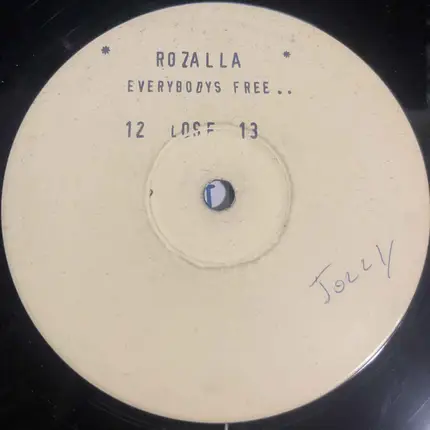 * ROZALLA *
EVERYBODYS FREE..
12 LOSE 13
Jolly